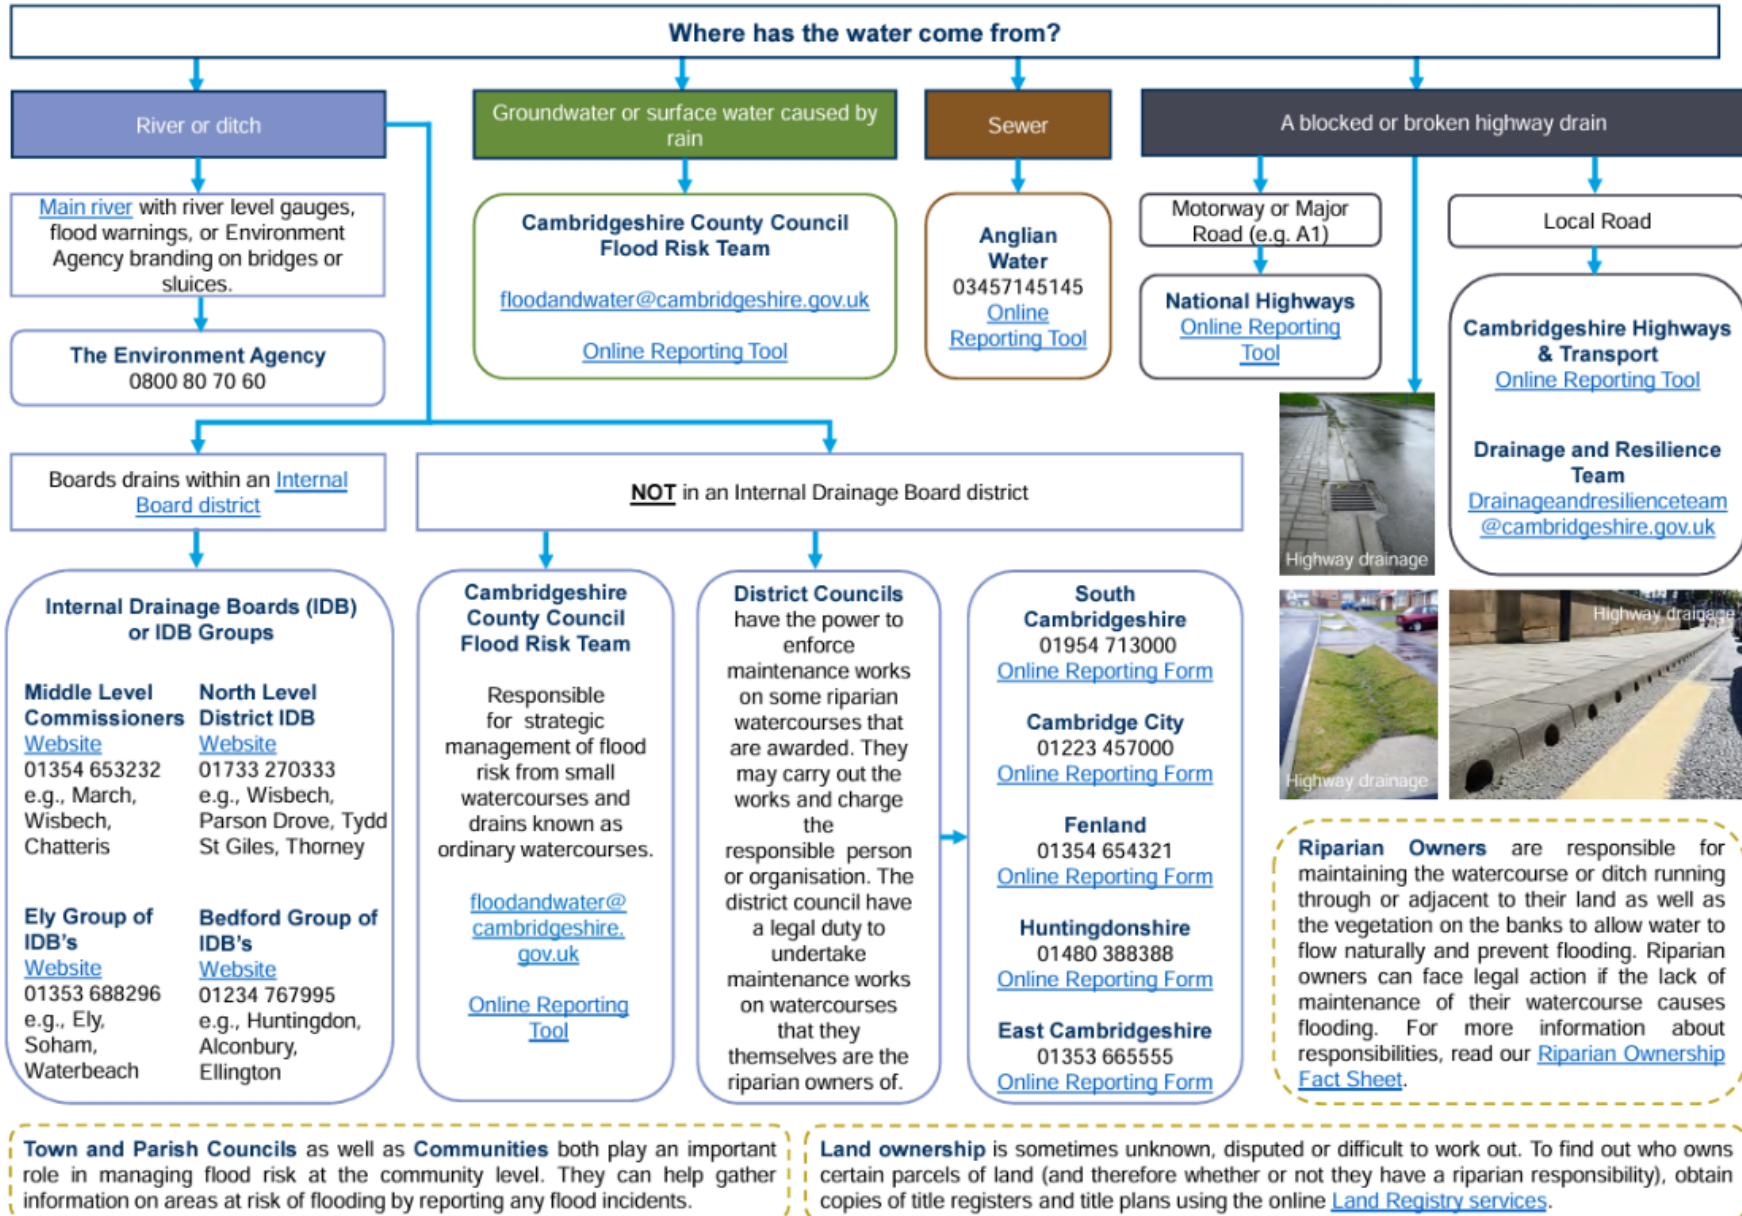 Where has the water come from?
River or ditch
Groundwater or surface water caused by
rain
Sewer
A blocked or broken highway drain
Main river with river level gauges,
flood warnings, or Environment
Agency branding on bridges or
sluices.
The Environment Agency
0800 80 70 60
Cambridgeshire County Council
Flood Risk Team
floodandwater@cambridgeshire.gov.uk
Online Reporting Tool
Anglian
Water
03457145145
Online
Reporting Tool
Motorway or Major
Road (e.g. A1)
National Highways
Online Reporting
Tool
Local Road
Cambridgeshire Highways
& Transport
Online Reporting Tool
Drainage and Resilience
Team
Drainageandresilienceteam
@cambridgeshire.gov.uk
Highway drainage
Highway drainage
Highway drainage
Boards drains within an Internal
Board district
NOT in an Internal Drainage Board district
Internal Drainage Boards (IDB)
or IDB Groups
Middle Level
Commissioners
Website
01354 653232
e.g., March,
Wisbech,
Chatteris
North Level
District IDB
Website
01733 270333
e.g., Wisbech,
Parson Drove, Tydd
St Giles, Thorney
Ely Group of
IDB's
Website
01353 688296
e.g., Ely,
Soham,
Waterbeach
Bedford Group of
IDB's
Website
01234 767995
e.g., Huntingdon,
Alconbury,
Ellington
Cambridgeshire
County Council
Flood Risk Team
Responsible
for strategic
management of flood
risk from small
watercourses and
drains known as
ordinary watercourses.
floodandwater@
cambridgeshire.
gov.uk
Online Reporting
Tool
District Councils
have the power to
enforce
maintenance works
on some riparian
watercourses that
are awarded. They
may carry out the
works and charge
the
responsible person
or organisation. The
district council have
a legal duty to
undertake
maintenance works
on watercourses
that they
themselves are the
riparian owners of.
South
Cambridgeshire
01954 713000
Online Reporting Form
Cambridge City
01223 457000
Online Reporting Form
Fenland
01354 654321
Online Reporting Form
Huntingdonshire
01480 388388
Online Reporting Form
East Cambridgeshire
01353 665555
Online Reporting Form
Riparian Owners are responsible for
maintaining the watercourse or ditch running
through or adjacent to their land as well as
the vegetation on the banks to allow water to
flow naturally and prevent flooding. Riparian
owners can face legal action if the lack of
maintenance of their watercourse causes
flooding. For more information about
responsibilities, read our Riparian Ownership
Fact Sheet.
Town and Parish Councils as well as Communities both play an important
role in managing flood risk at the community level. They can help gather
information on areas at risk of flooding by reporting any flood incidents.
Land ownership is sometimes unknown, disputed or difficult to work out. To find out who owns
certain parcels of land (and therefore whether or not they have a riparian responsibility), obtain
copies of title registers and title plans using the online Land Registry services.